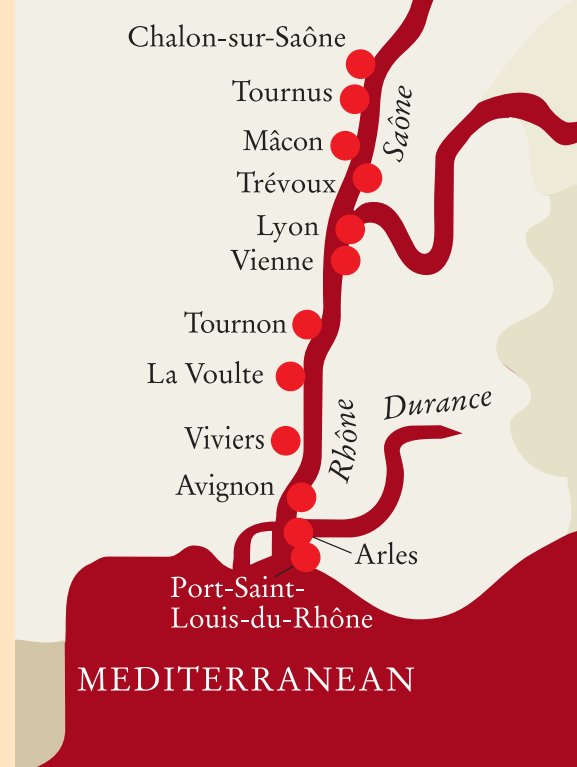 Chalon-sur-Saône
Tournus
Saône
Mâcon
Trévoux
Lyon
Vienne
Tournon
La Voulte
Durance
Rhône
Viviers
Avignon
Arles
Port-Saint-
Louis-du-Rhône
MEDITERRANEAN